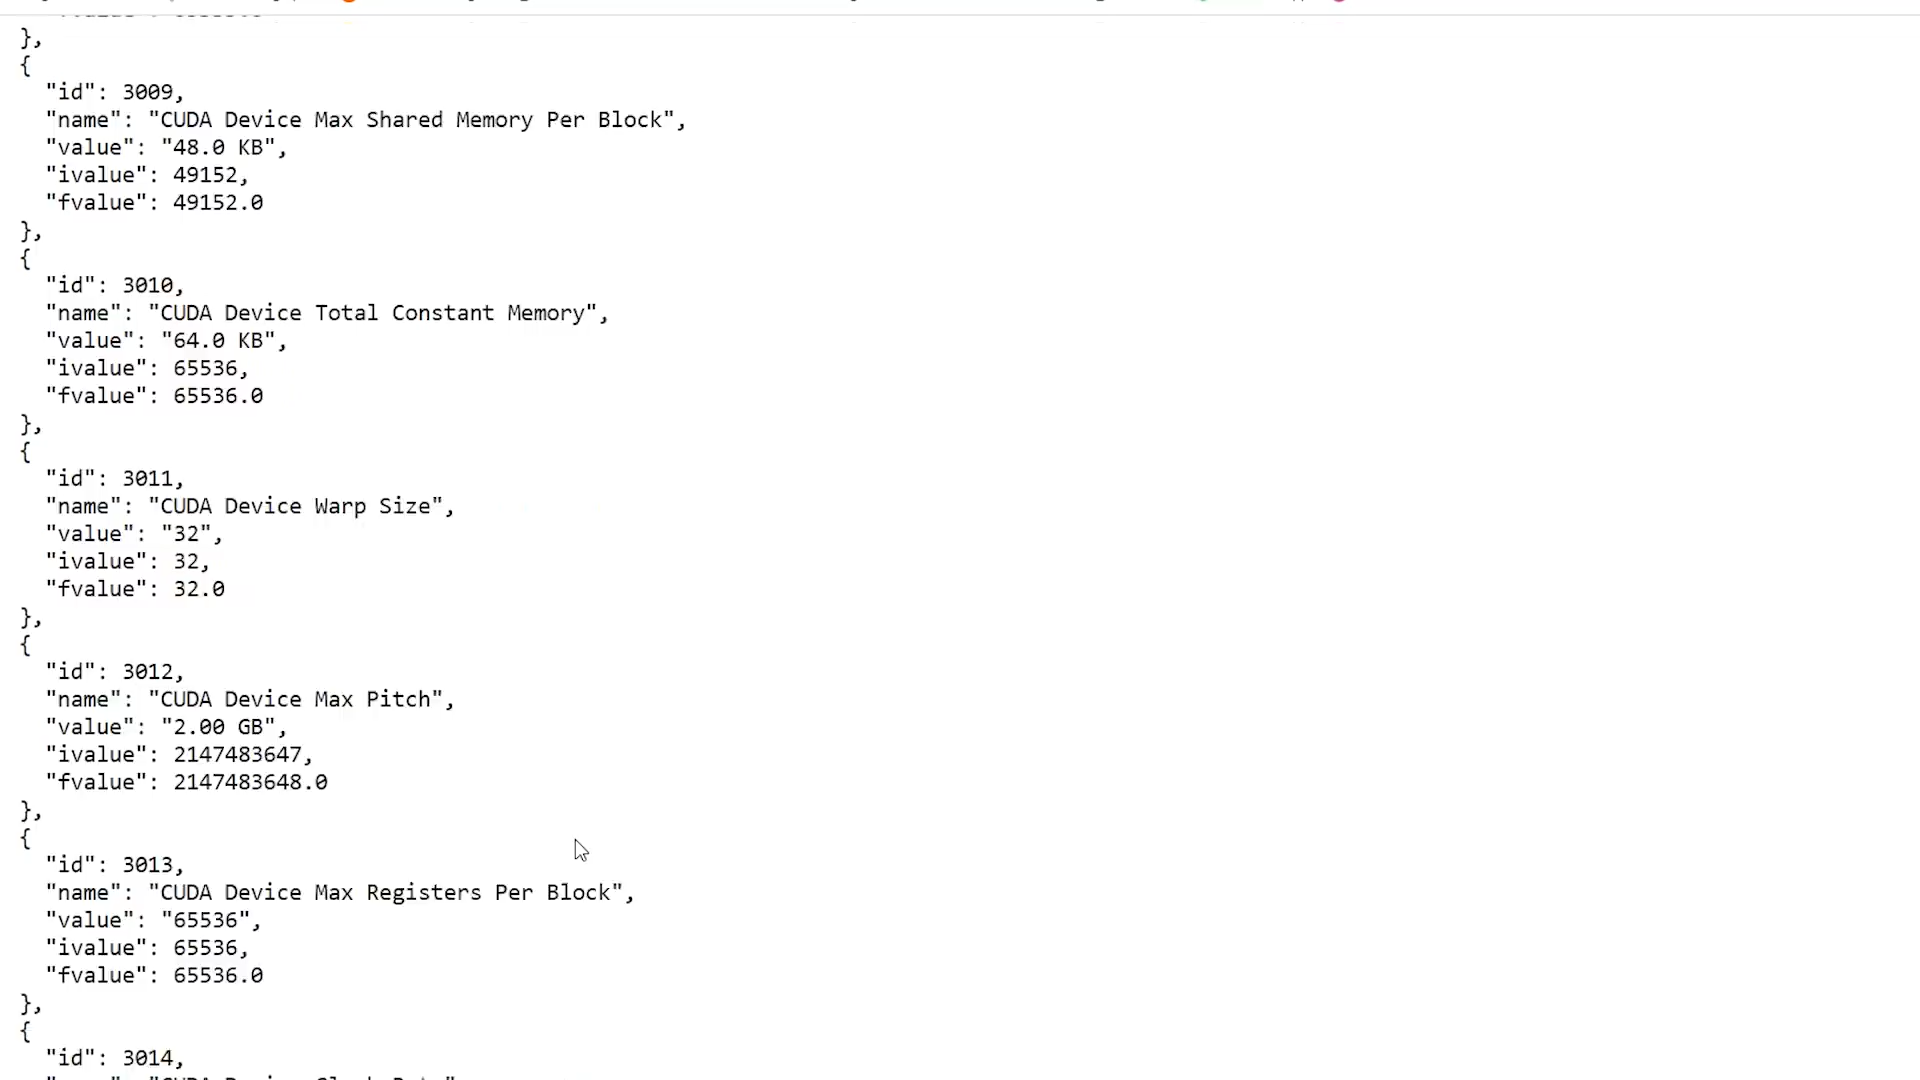 },
{
"id": 3009,
"name": "CUDA Device Max Shared Memory Per Block",
"value": "48.0 KB",
"ivalue": 49152,
"fvalue": 49152.0
},
{
"id": 3010,
"name": "CUDA Device Total Constant Memory",
"value": "64.0 KB",
"ivalue": 65536,
"fvalue": 65536.0
},
{
"id": 3011,
"name": "CUDA Device Warp Size",
"value": "32",
"ivalue": 32,
"fvalue": 32.0
},
{
"id": 3012,
"name": "CUDA Device Max Pitch",
"value": "2.00 GB",
"ivalue": 2147483647,
"fvalue": 2147483648.0
},
{
"id": 3013,
"name": "CUDA Device Max Registers Per Block",
"value": "65536",
"ivalue": 65536,
"fvalue": 65536.0
},
{
"id": 3014,